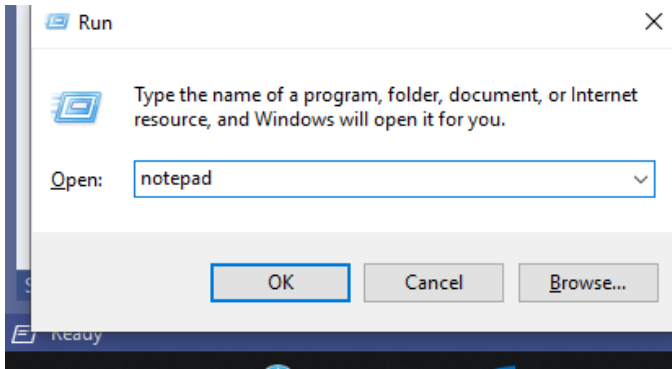 Run
Type the name of a program, folder, document, or Internet
resource, and Windows will open it for you.
Open:
notepad
OK
Cancel
Browse...
Ready